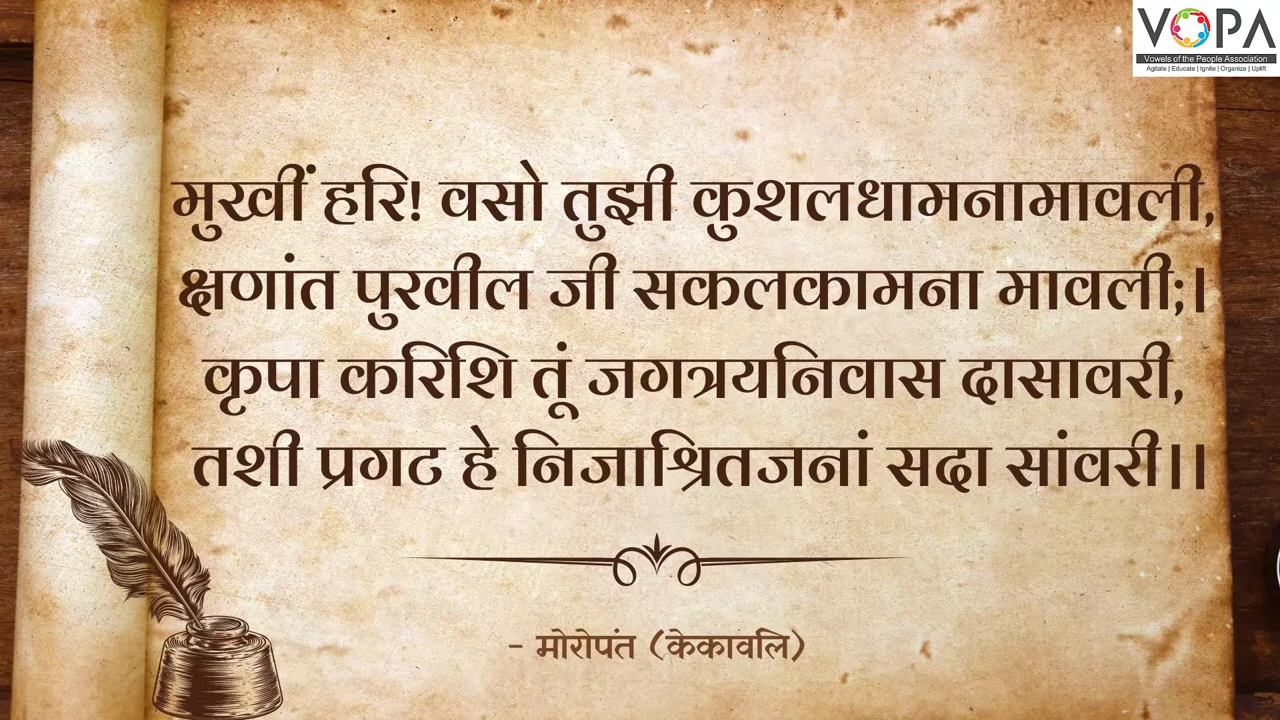 VOPA
Vowels of the People Association
Agitate | Educate | Ignite | Organize | Uplift
मुखीं हरि! वसो तुझी कुशलधामनामावली,
क्षणांत पुरवील जी सकलकामना मावली;।
कृपा करिशि तूं जगत्रयनिवास दासावरी,
तशी प्रगट हे निजाश्रितजनां सदा सांवरी।।
- मोरोपंत (केकावलि)